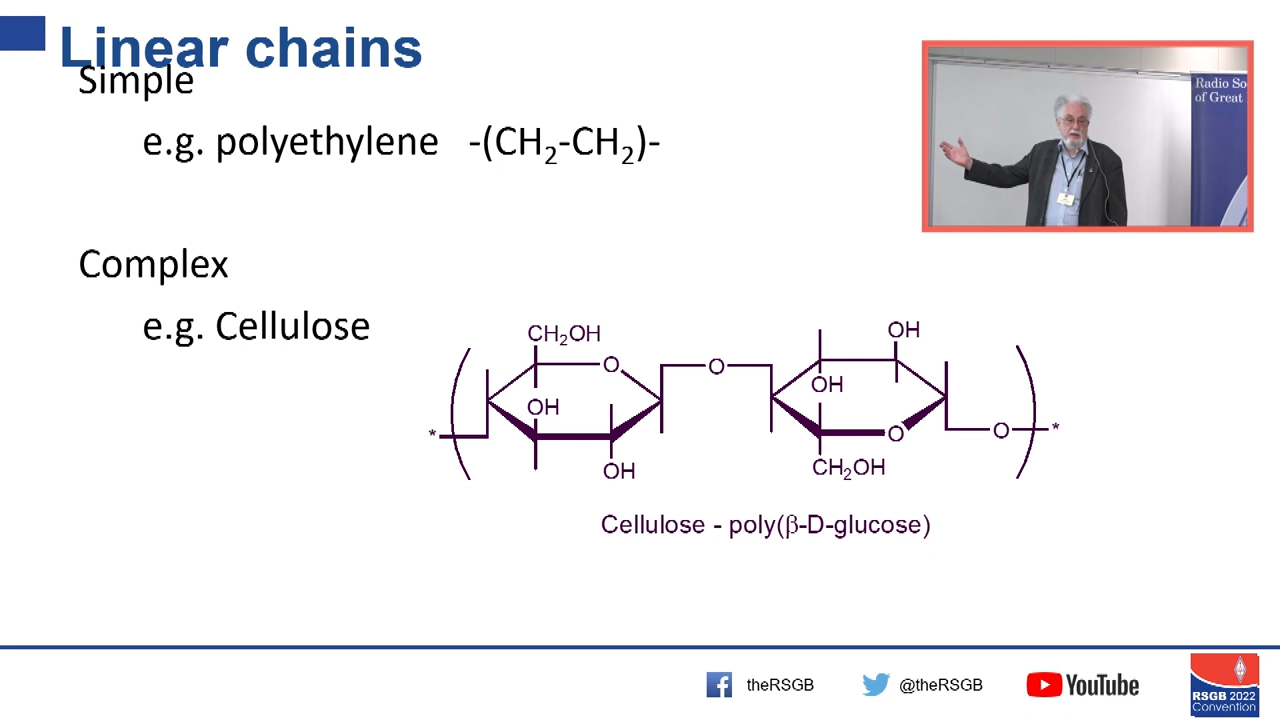 Linear chains
Simple
e.g. polyethylene -(CH2-CH2)-
Radio So
of Great
Complex
e.g. Cellulose
CH2OH
OH
O
O
OH
OH
*
O
*
OH
O
CH2OH
OH
Cellulose - poly(β-D-glucose)
theRSGB
@theRSGB
YouTube
RSGB 2022
Convention